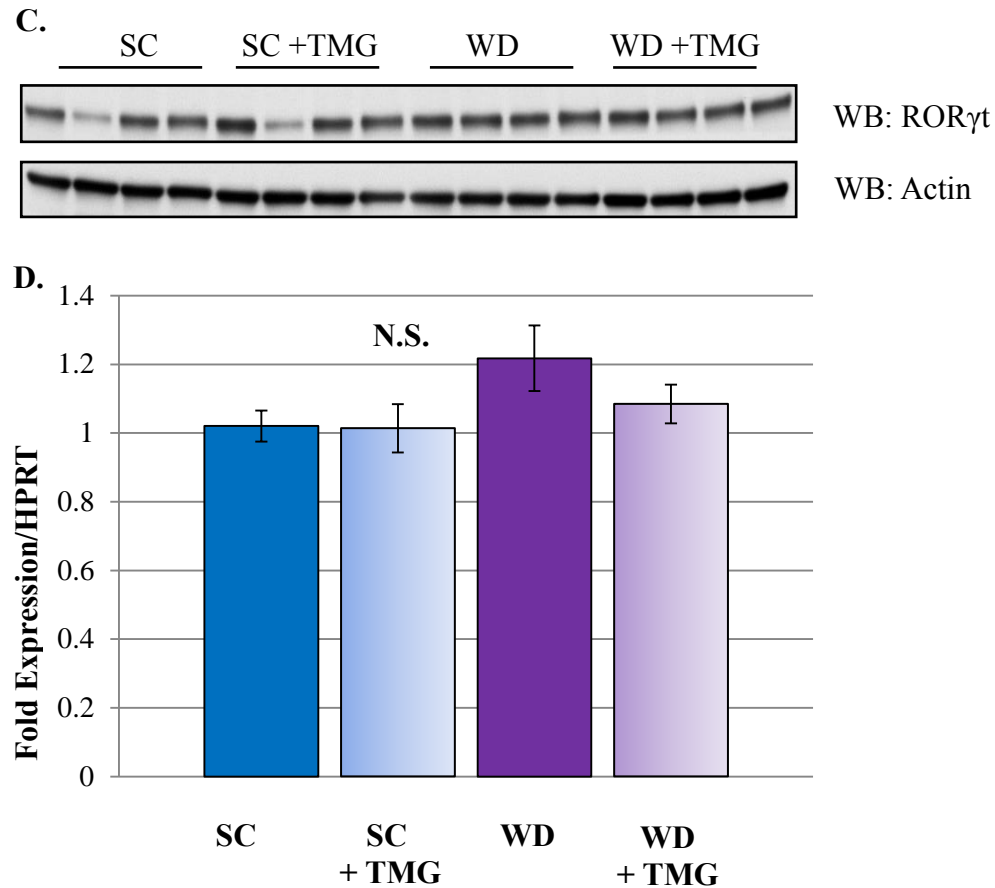 C.
SC SC +TMG WD WD +TMG
WB: RORγt
WB: Actin
D.
Fold Expression/HPRT
1.4
1.2
1
0.8
0.6
0.4
0.2
0
N.S.
SC SC WD WD
+ TMG + TMG